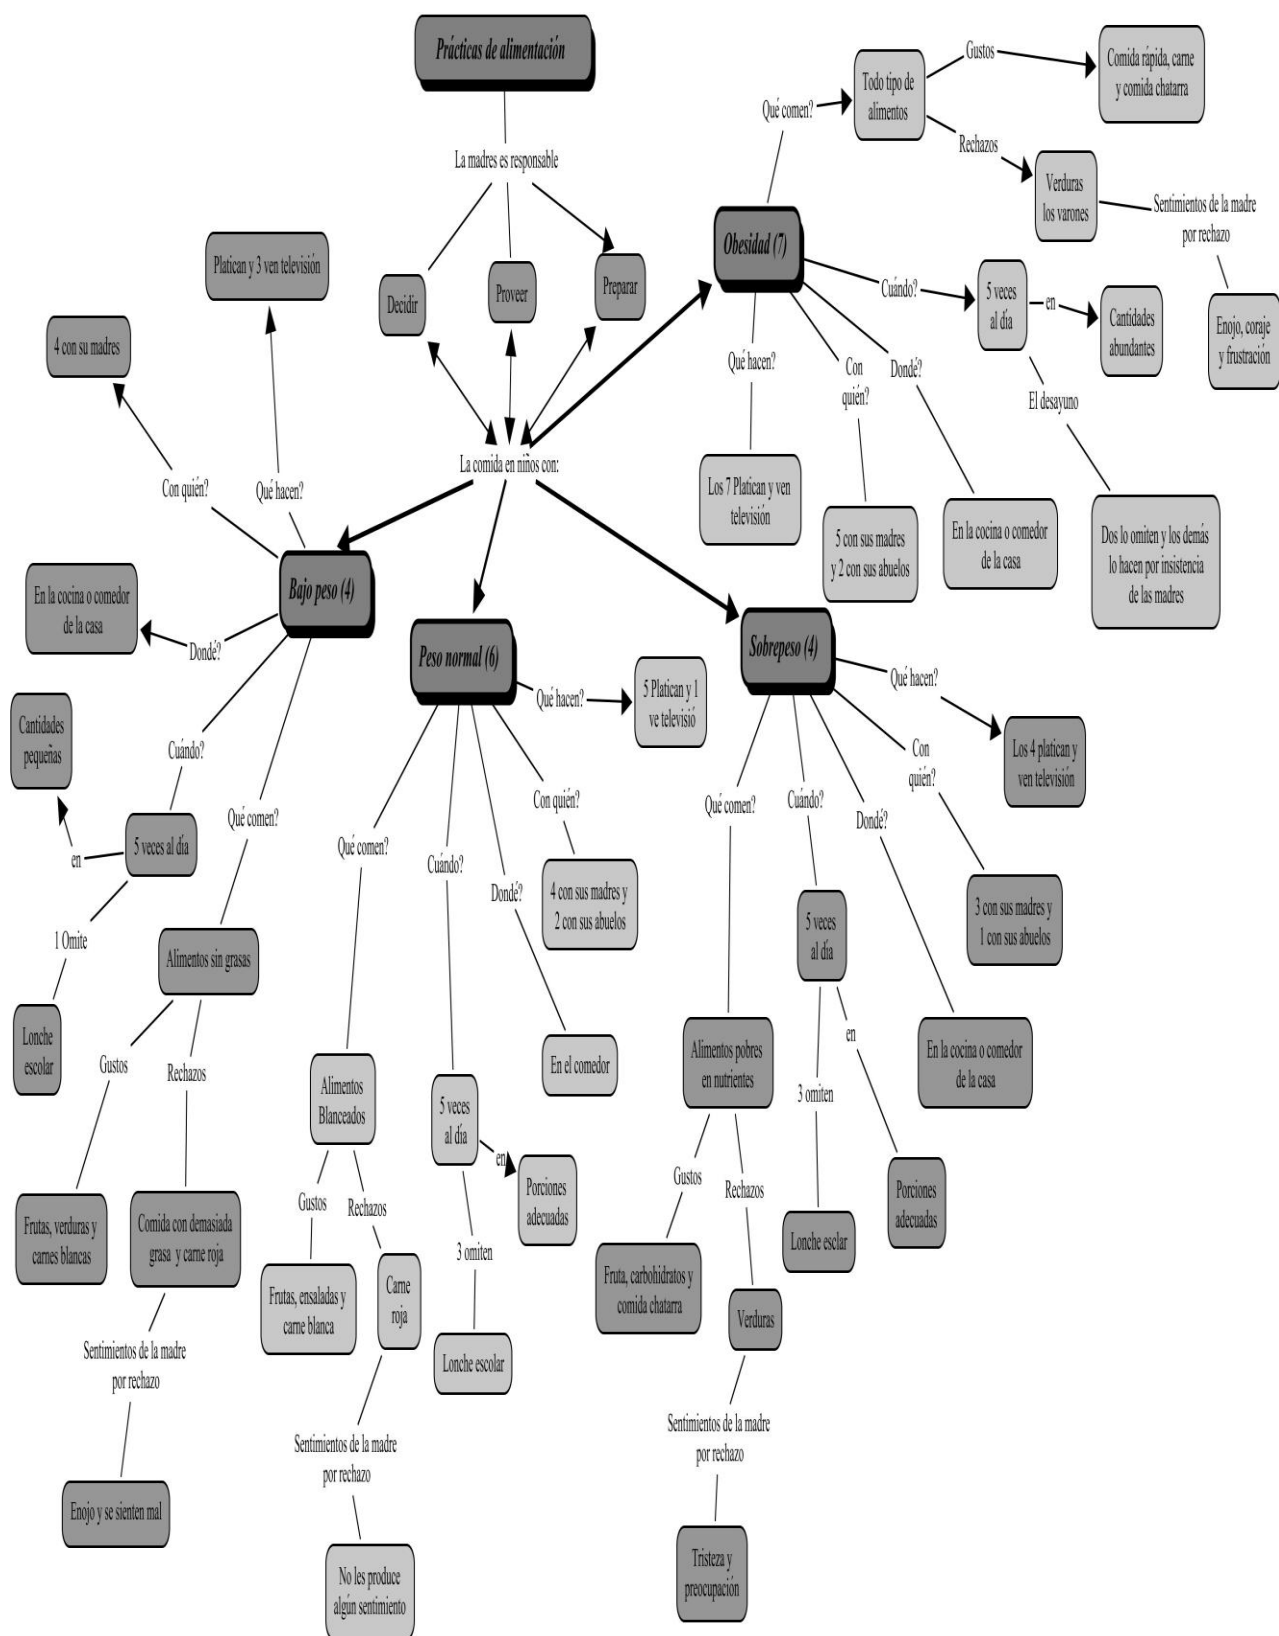 Prácticas de alimentación
La madres es responsable
Decidir
Proveer
Preparar
La comida en niños con:
Obesidad (7)
Qué comen?
Todo tipo de
alimentos
Gustos
Comida rápida, carne
y comida chatarra
Rechazos
Verduras
los varones
Sentimientos de la madre
por rechazo
Enojo, coraje
y frustración
Cuándo?
5 veces
al día
en
Cantidades
abundantes
El desayuno
Dos lo omiten y los demás
lo hacen por insistencia
de las madres
Donde?
En la cocina o comedor
de la casa
Con
quién?
5 con sus madres
y 2 con sus abuelos
Qué hacen?
Los 7 Platican y ven
televisión
Bajo peso (4)
Qué hacen?
Platican y 3 ven televisión
Con quién?
4 con su madres
Donde?
En la cocina o comedor
de la casa
Cuándo?
5 veces al día
en
Cantidades
pequeñas
1 Omite
Lonche
escolar
Qué comen?
Alimentos sin grasas
Gustos
Frutas, verduras y
carnes blancas
Rechazos
Comida con demasiada
grasa y carne roja
Sentimientos de la madre
por rechazo
Enojo y se sienten mal
Peso normal (6)
Qué hacen?
5 Platican y 1
ve televisió
Con quién?
4 con sus madres y
2 con sus abuelos
Donde?
En el comedor
Cuándo?
5 veces
al día
en
Porciones
adecuadas
3 omiten
Lonche escolar
Qué comen?
Alimentos
Blanceados
Gustos
Frutas, ensaladas y
carne blanca
Rechazos
Carne
roja
Sentimientos de la madre
por rechazo
No les produce
algún sentimiento
Sobrepeso (4)
Qué hacen?
Los 4 platican y
ven televisión
Con
quién?
3 con sus madres y
1 con sus abuelos
Donde?
En la cocina o comedor
de la casa
Cuándo?
5 veces
al día
en
Porciones
adecuadas
3 omiten
Lonche esclar
Qué comen?
Alimentos pobres
en nutrientes
Gustos
Fruta, carbohidratos y
comida chatarra
Rechazos
Verduras
Sentimientos de la madre
por rechazo
Tristeza y
preocupación